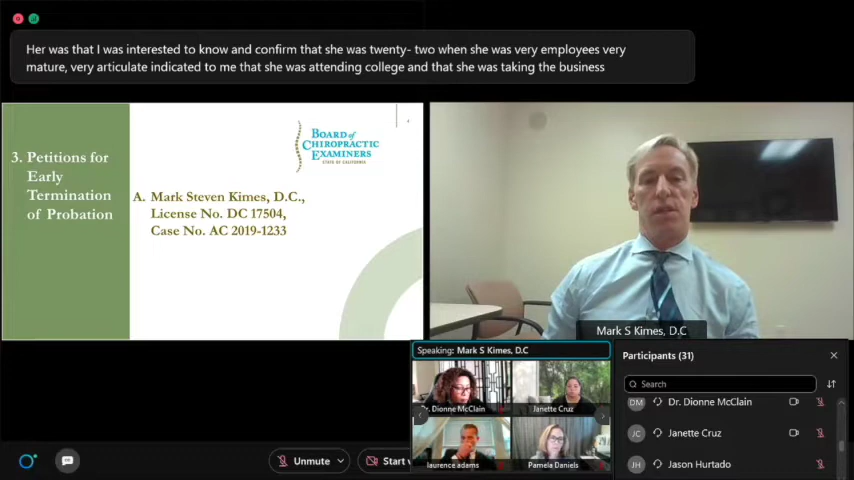 Her was that I was interested to know and confirm that she was twenty- two when she was very employees very
mature, very articulate indicated to me that she was attending college and that she was taking the business
3. Petitions for
Early
Termination
of Probation
BOARD of
CHIROPRACTIC
EXAMINERS
STATE OF CALIFORNIA
A. Mark Steven Kimes, D.C.,
License No. DC 17504,
Case No. AC 2019-1233
Mark S Kimes, D.C
Speaking: Mark S Kimes, D.C
Dr. Dionne McClain
Janette Cruz
laurence adams
Pamela Daniels
Participants (31)
Search
DM Dr. Dionne McClain
JC Janette Cruz
JH Jason Hurtado
Unmute
Start